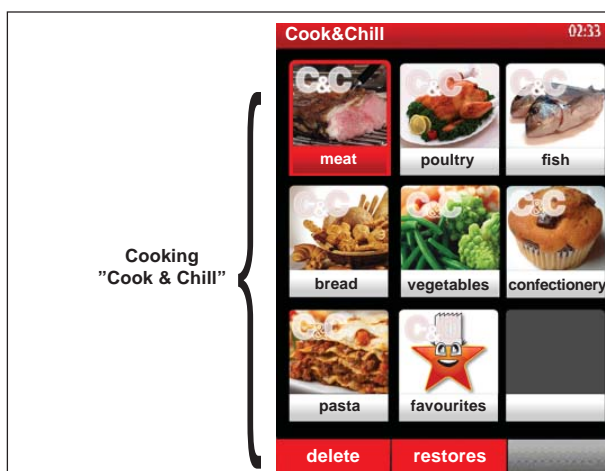 Cook&Chill 02:33
C&C C&C C&C
meat poultry fish
Cooking
”Cook & Chill”
C&C C&C C&C
bread vegetables confectionery
C&C C&C
pasta favourites
delete restores